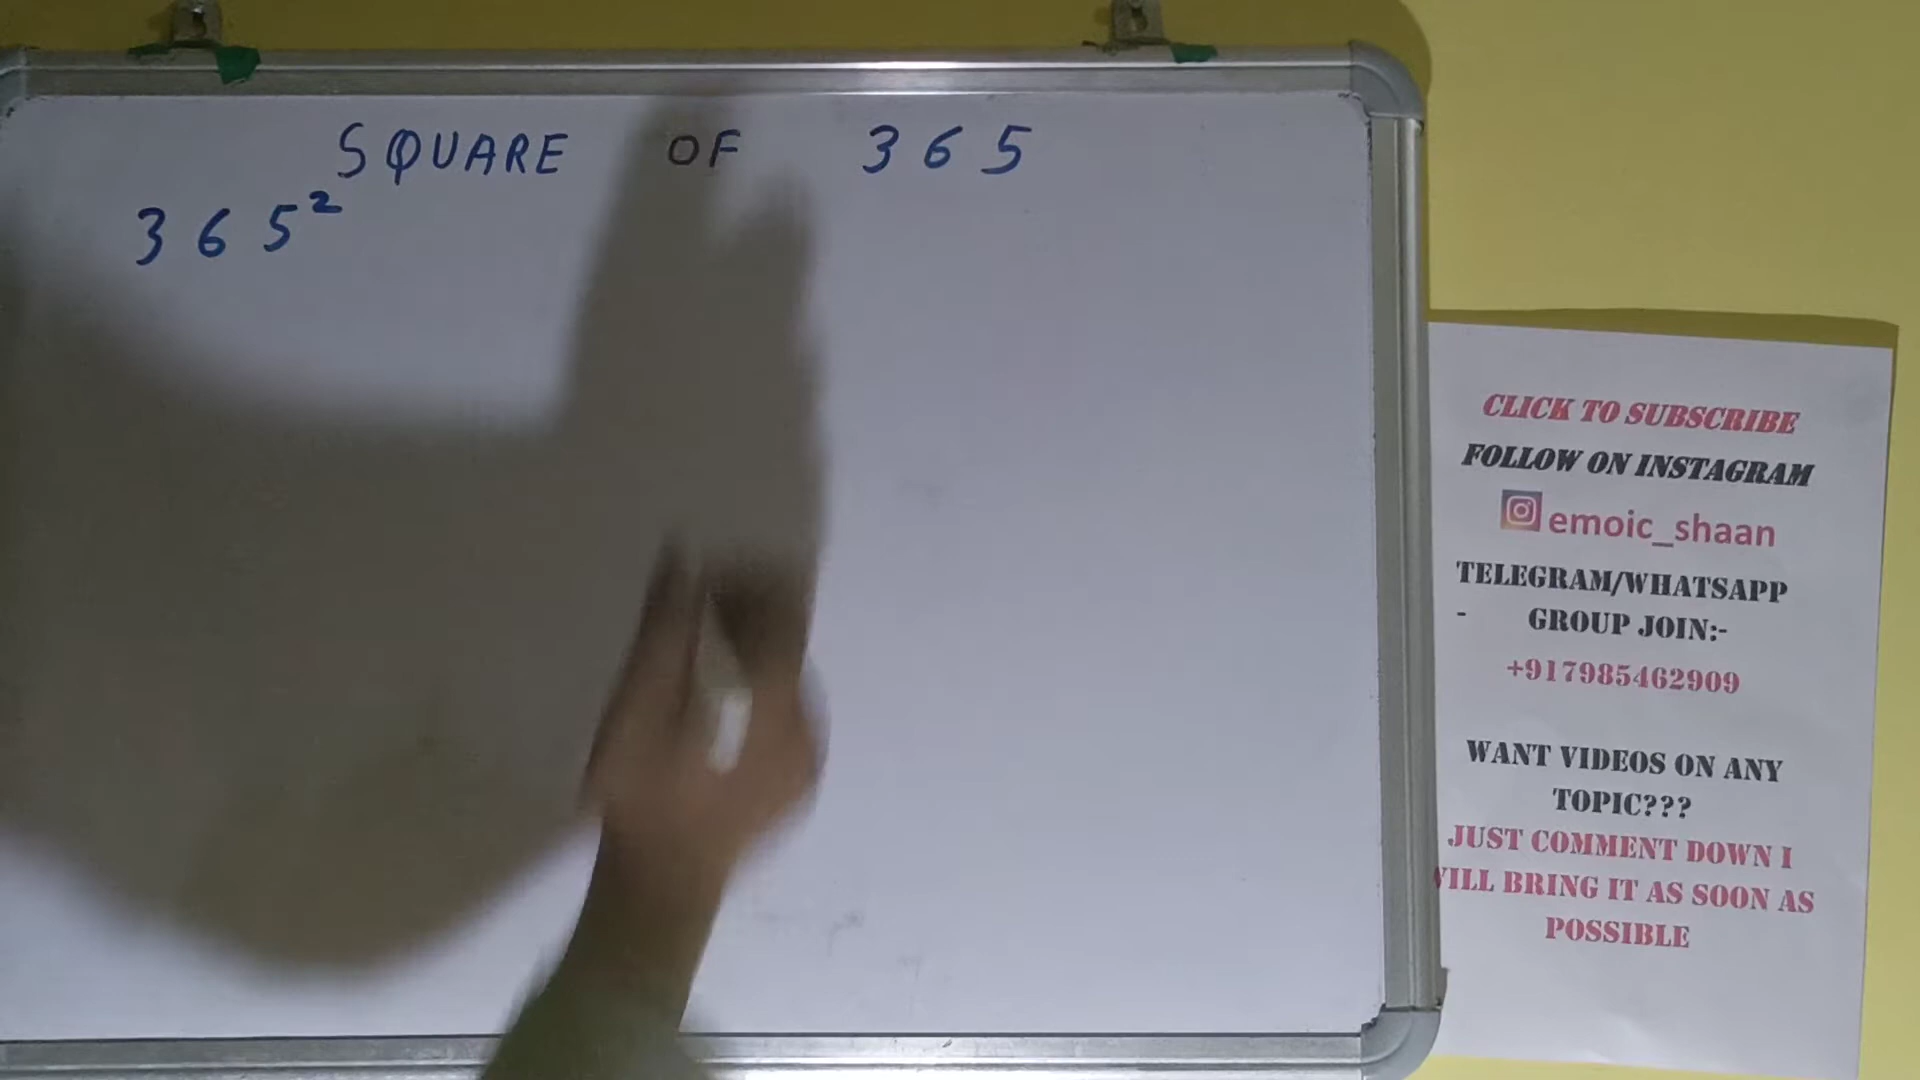 SQUARE OF 365
365²
CLICK TO SUBSCRIBE
FOLLOW ON INSTAGRAM
emoic_shaan
TELEGRAM/WHATSAPP
- GROUP JOIN:-
+917985462909
WANT VIDEOS ON ANY
TOPIC???
JUST COMMENT DOWN I
WILL BRING IT AS SOON AS
POSSIBLE